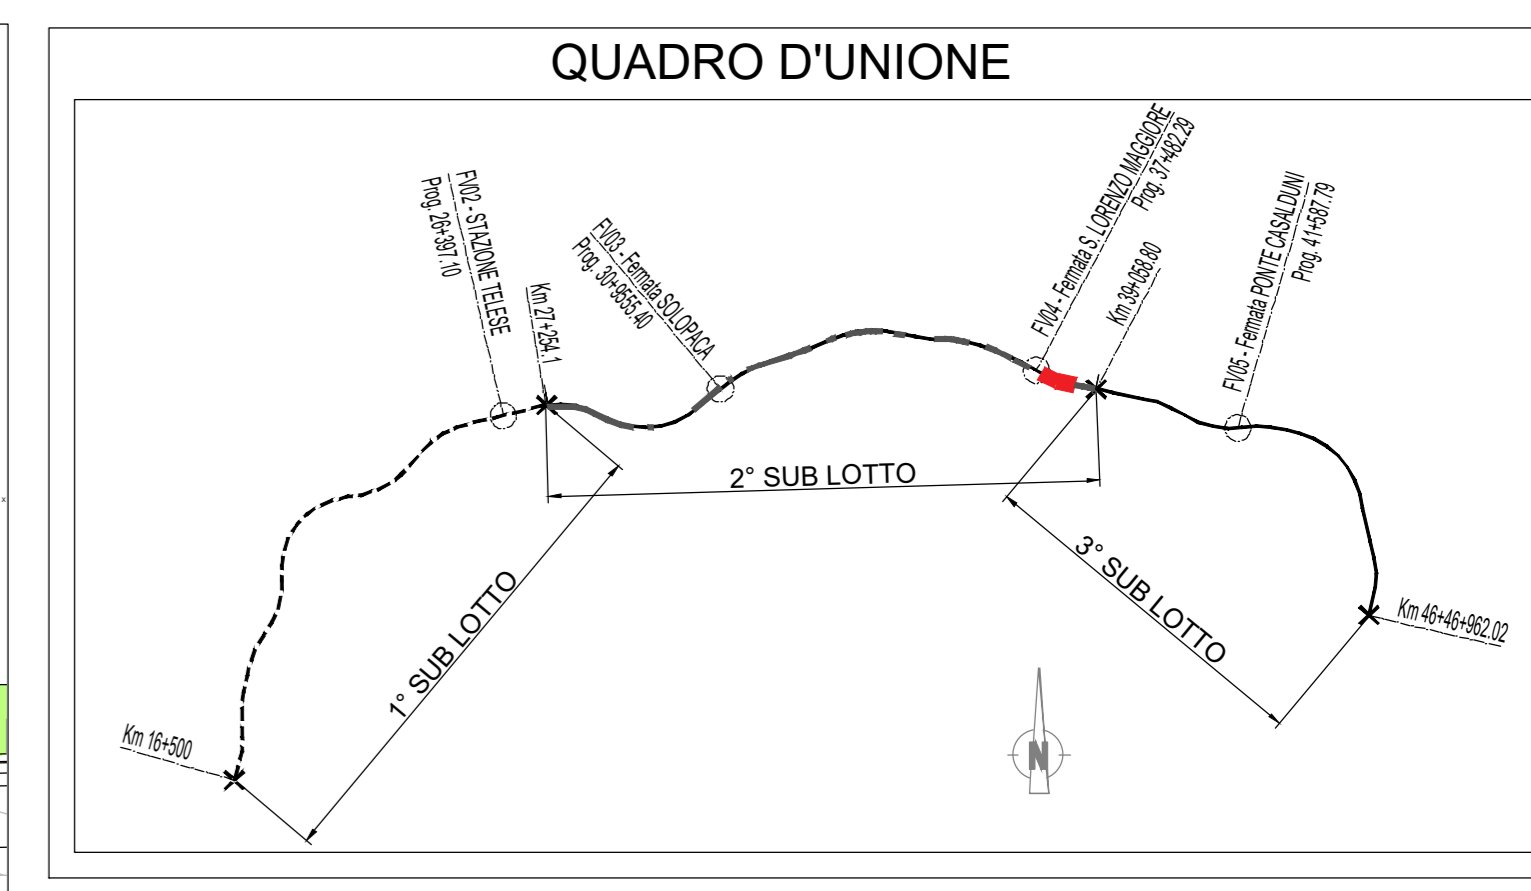 QUADRO D'UNIONE
FV02 - STAZIONE TELESE
Prog. 26+397.10
Km 27+254.1
FV03 - Fermata SOLOPACA
Prog. 30+9555.40
FV04 - Fermata S. LORENZO MAGGIORE
Prog. 37+482.29
Km 39+058.80
FV05 - Fermata PONTE CASALDUNI
Prog. 41+587.79
2° SUB LOTTO
1° SUB LOTTO
3° SUB LOTTO
Km 46+46+962.02
Km 16+500
N
x